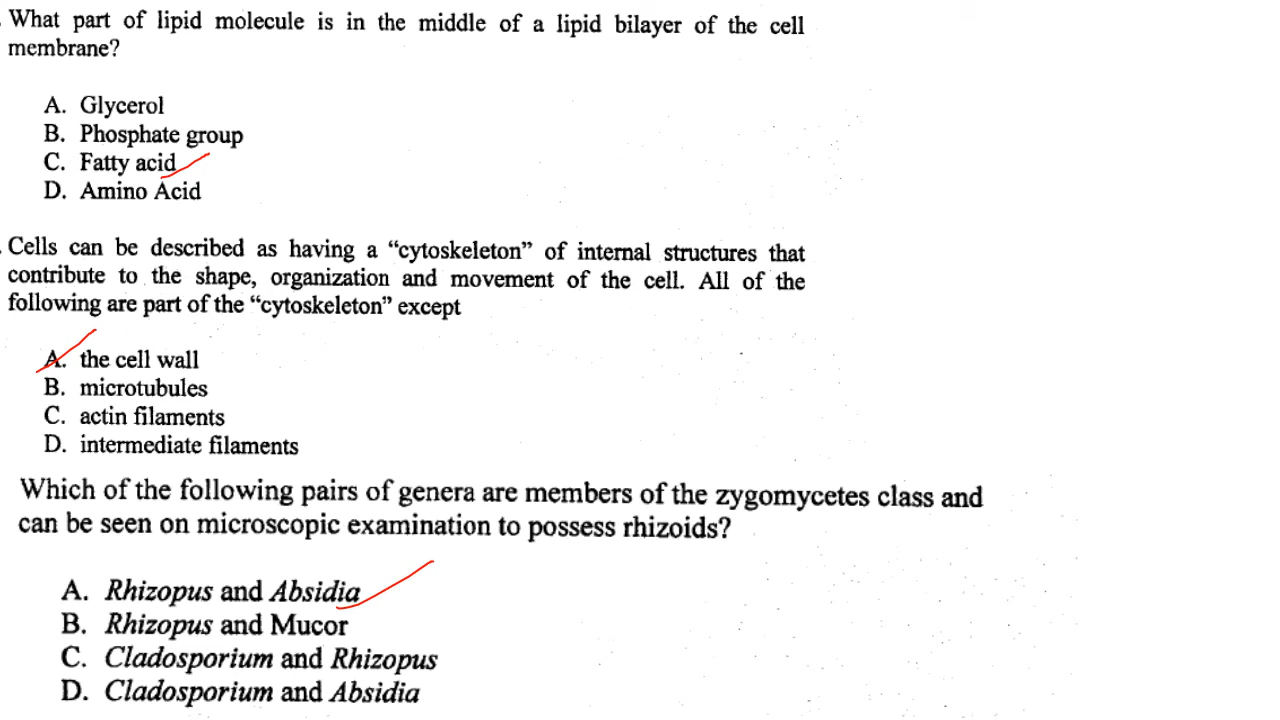 What part of lipid molecule is in the middle of a lipid bilayer of the cell
membrane?
A. Glycerol
B. Phosphate group
C. Fatty acid
D. Amino Acid
Cells can be described as having a “cytoskeleton” of internal structures that
contribute to the shape, organization and movement of the cell. All of the
following are part of the “cytoskeleton” except
A. the cell wall
B. microtubules
C. actin filaments
D. intermediate filaments
Which of the following pairs of genera are members of the zygomycetes class and
can be seen on microscopic examination to possess rhizoids?
A. Rhizopus and Absidia
B. Rhizopus and Mucor
C. Cladosporium and Rhizopus
D. Cladosporium and Absidia